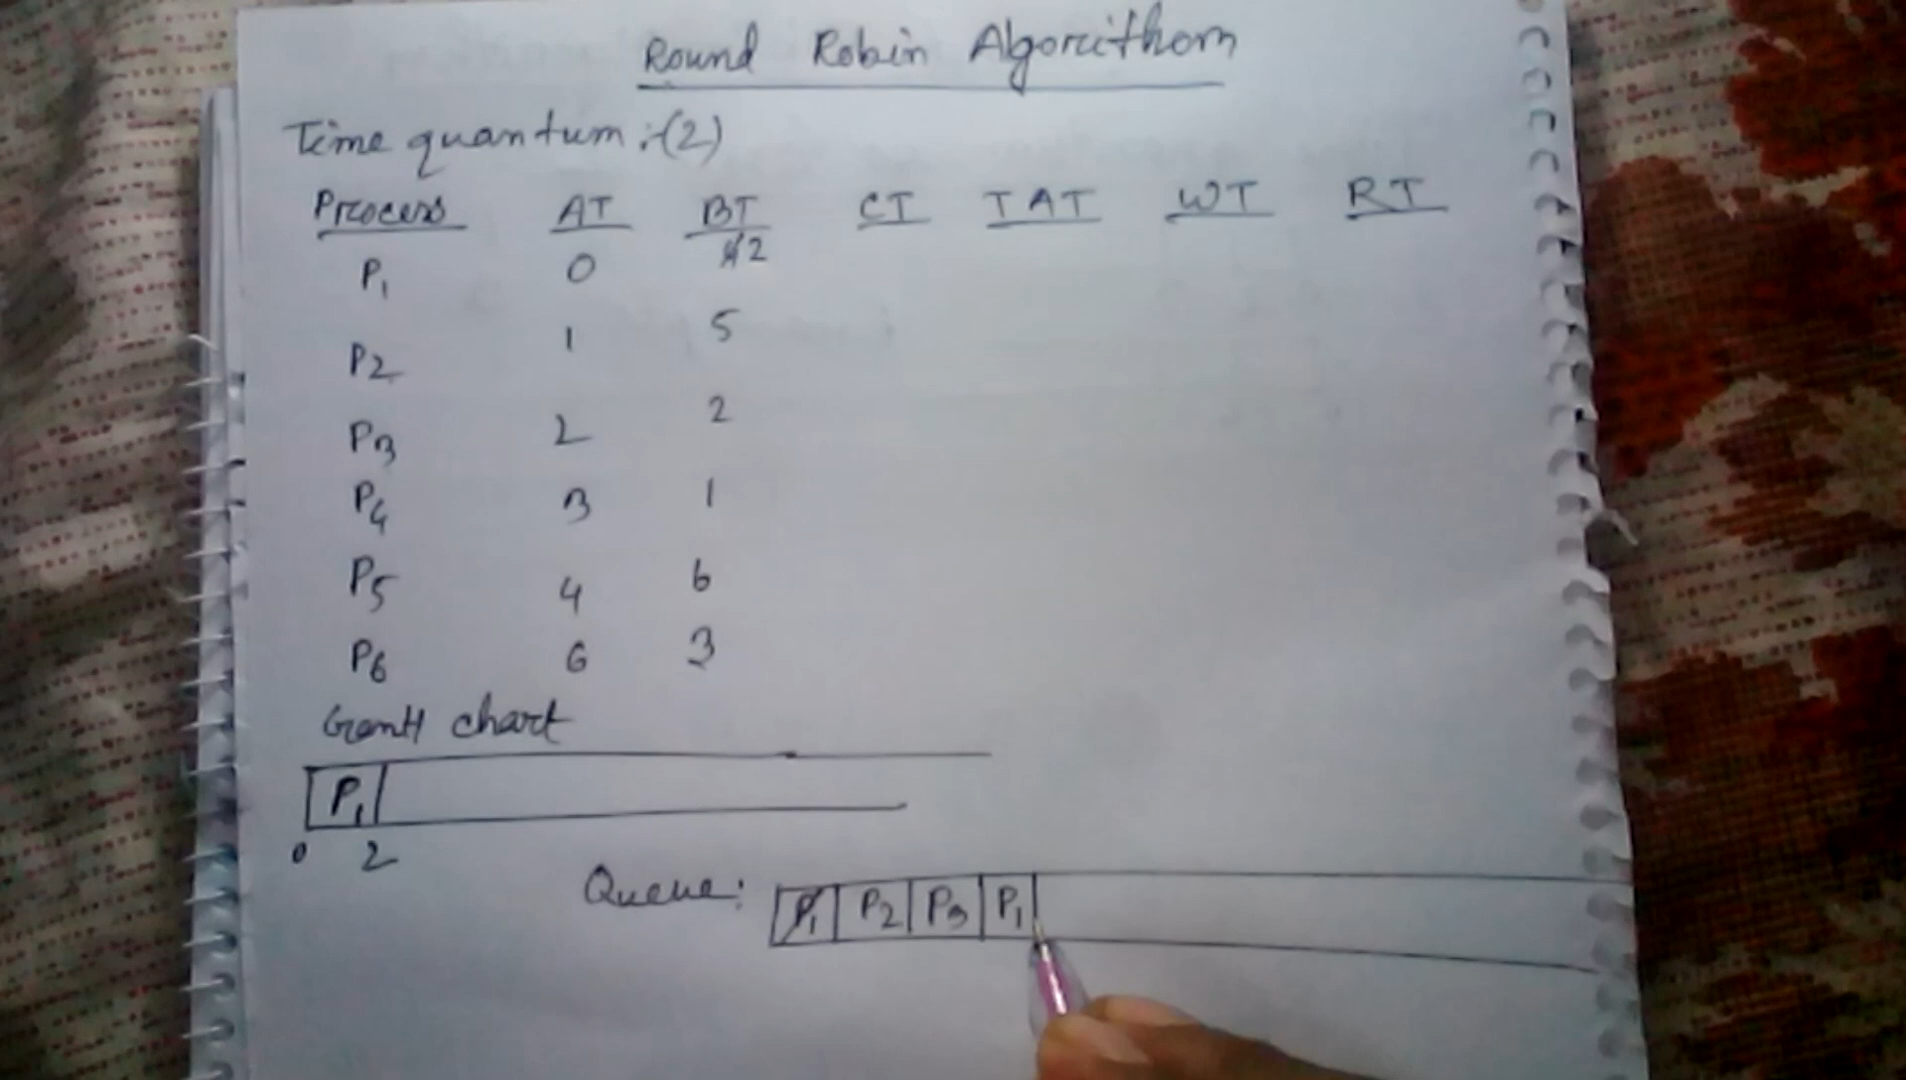 Round Robin Algorithom
Time quantum :- (2)
Process AT BT CT TAT WT RT
P1 0 2
P2 1 5
P3 2 2
P4 3 1
P5 4 6
P6 6 3
Gantt chart
P1
0 2
Queue: P1 P2 P3 P1